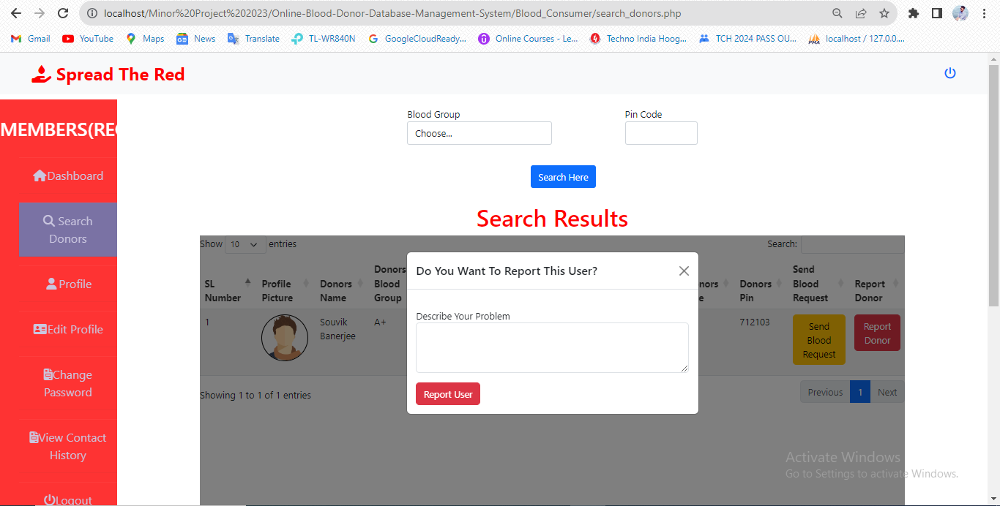 localhost/Minor%20Project%202023/Online-Blood-Donor-Database-Management-System/Blood_Consumer/search_donors.php
Gmail YouTube Maps News Translate TL-WR840N GoogleCloudReady... Online Courses - Le... Techno India Hoog... TCH 2024 PASS OU... localhost / 127.0.0....
Spread The Red
MEMBERS(REC
Dashboard
Search
Donors
Profile
Edit Profile
Change
Password
View Contact
History
Logout
Blood Group Pin Code
Choose...
Search Here
Search Results
Show 10 entries Search:
SL
Number
Profile
Picture
Donors
Name
Donors
Blood
Group
nors
e
Donors
Pin
Send
Blood
Request
Report
Donor
1
Souvik
Banerjee
A+
712103
Send
Blood
Request
Report
Donor
Showing 1 to 1 of 1 entries
Previous 1 Next
Do You Want To Report This User?
Describe Your Problem
Report User
Activate Windows
Go to Settings to activate Windows.